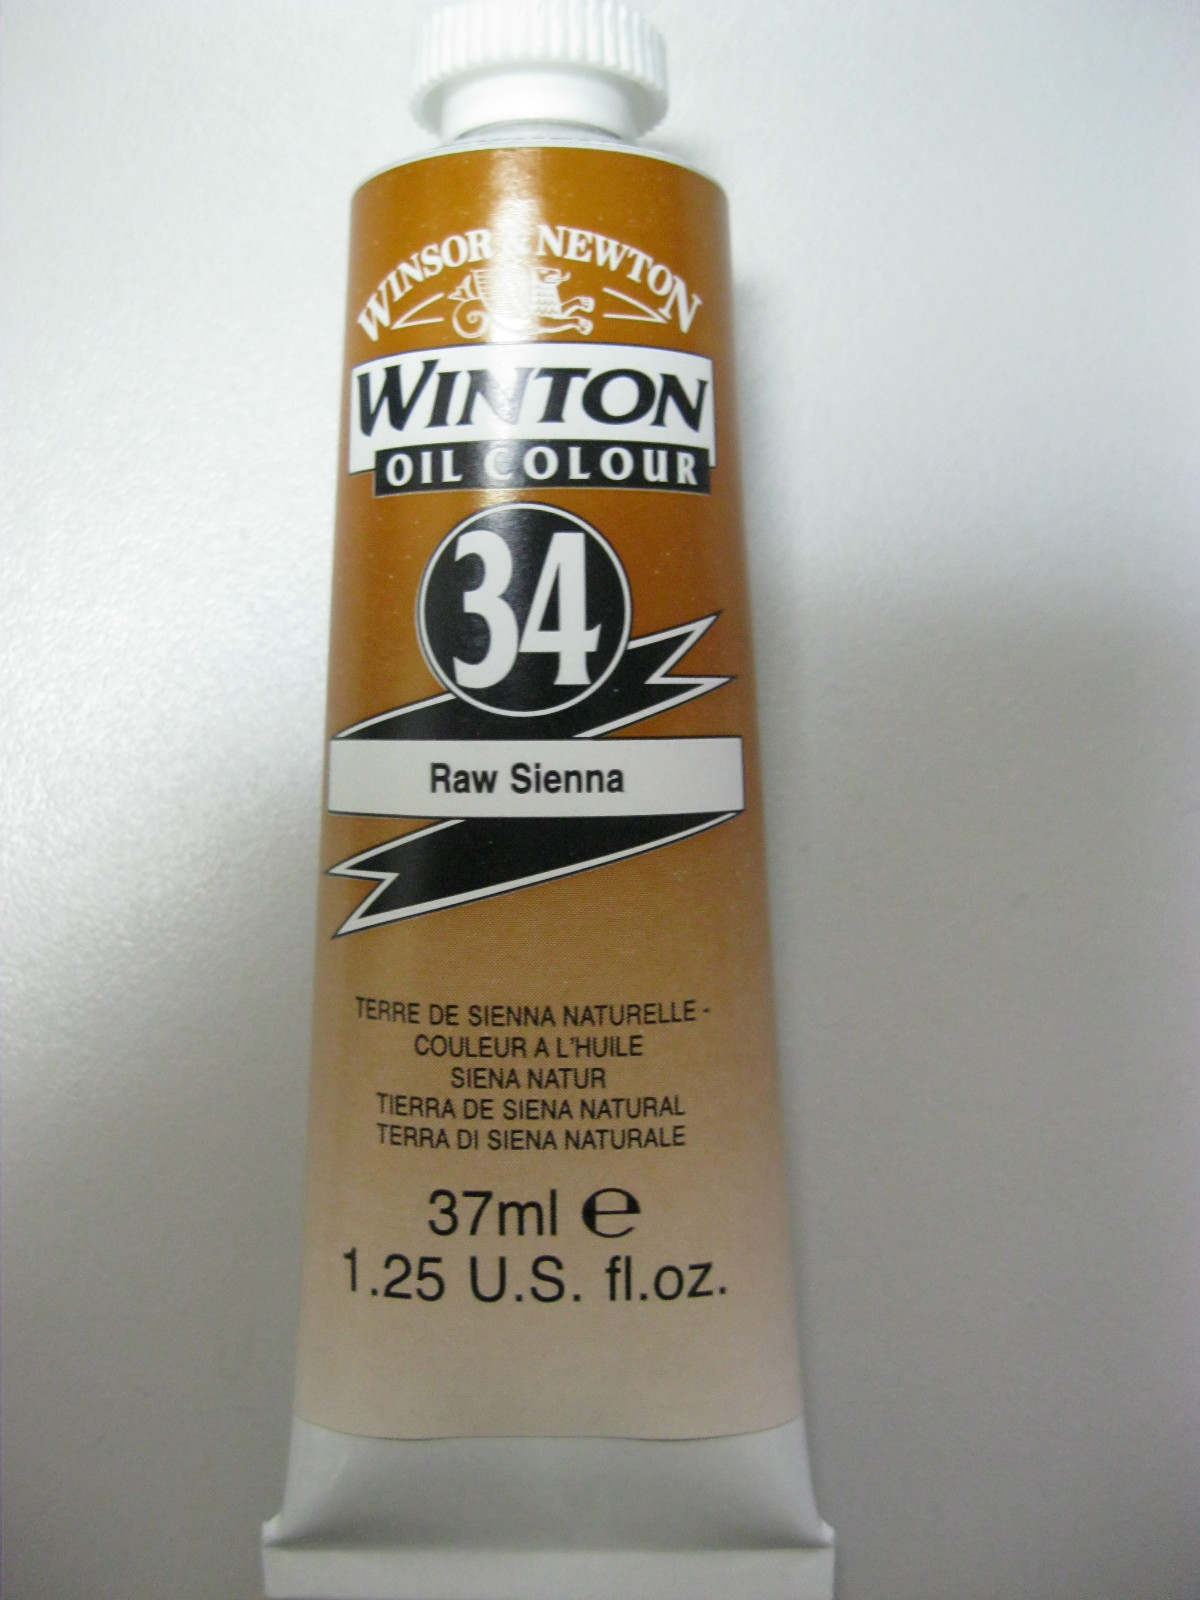 WINSOR & NEWTON
WINTON
OIL COLOUR
34
Raw Sienna
TERRE DE SIENNA NATURELLE -
COULEUR A L'HUILE
SIENA NATUR
TIERRA DE SIENA NATURAL
TERRA DI SIENA NATURALE
37ml e
1.25 U.S. fl.oz.